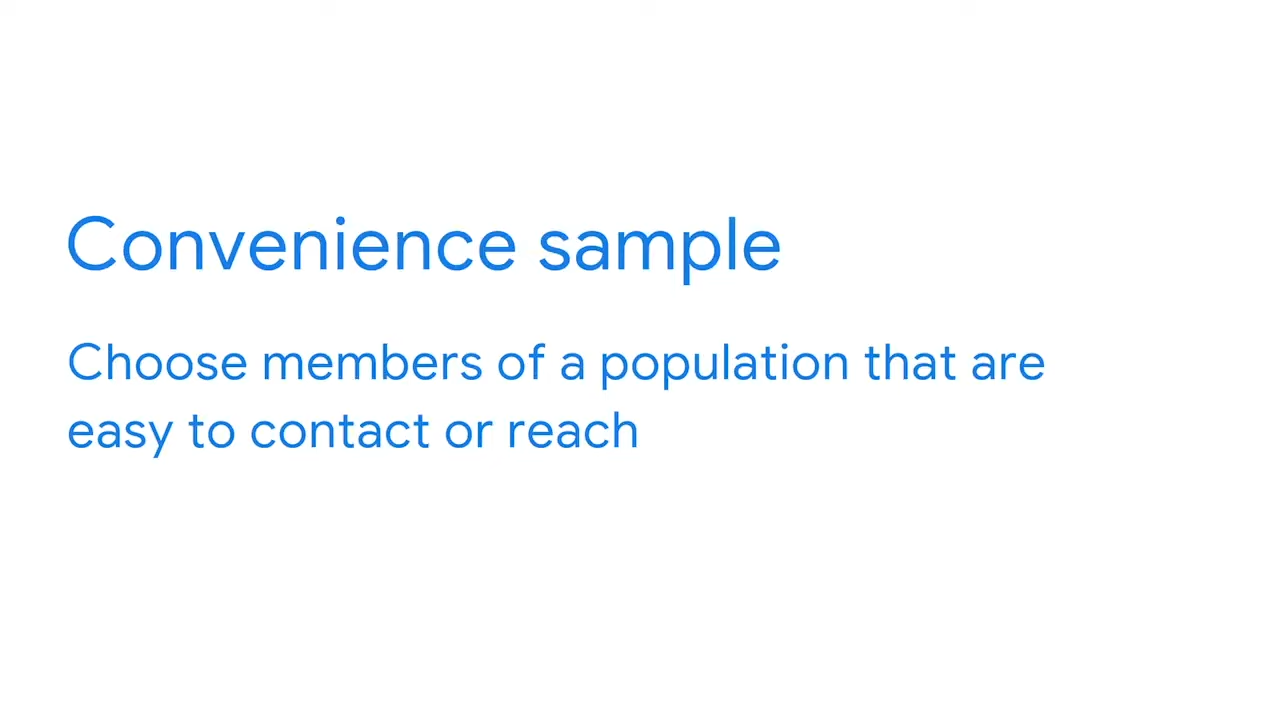 Convenience sample
Choose members of a population that are
easy to contact or reach